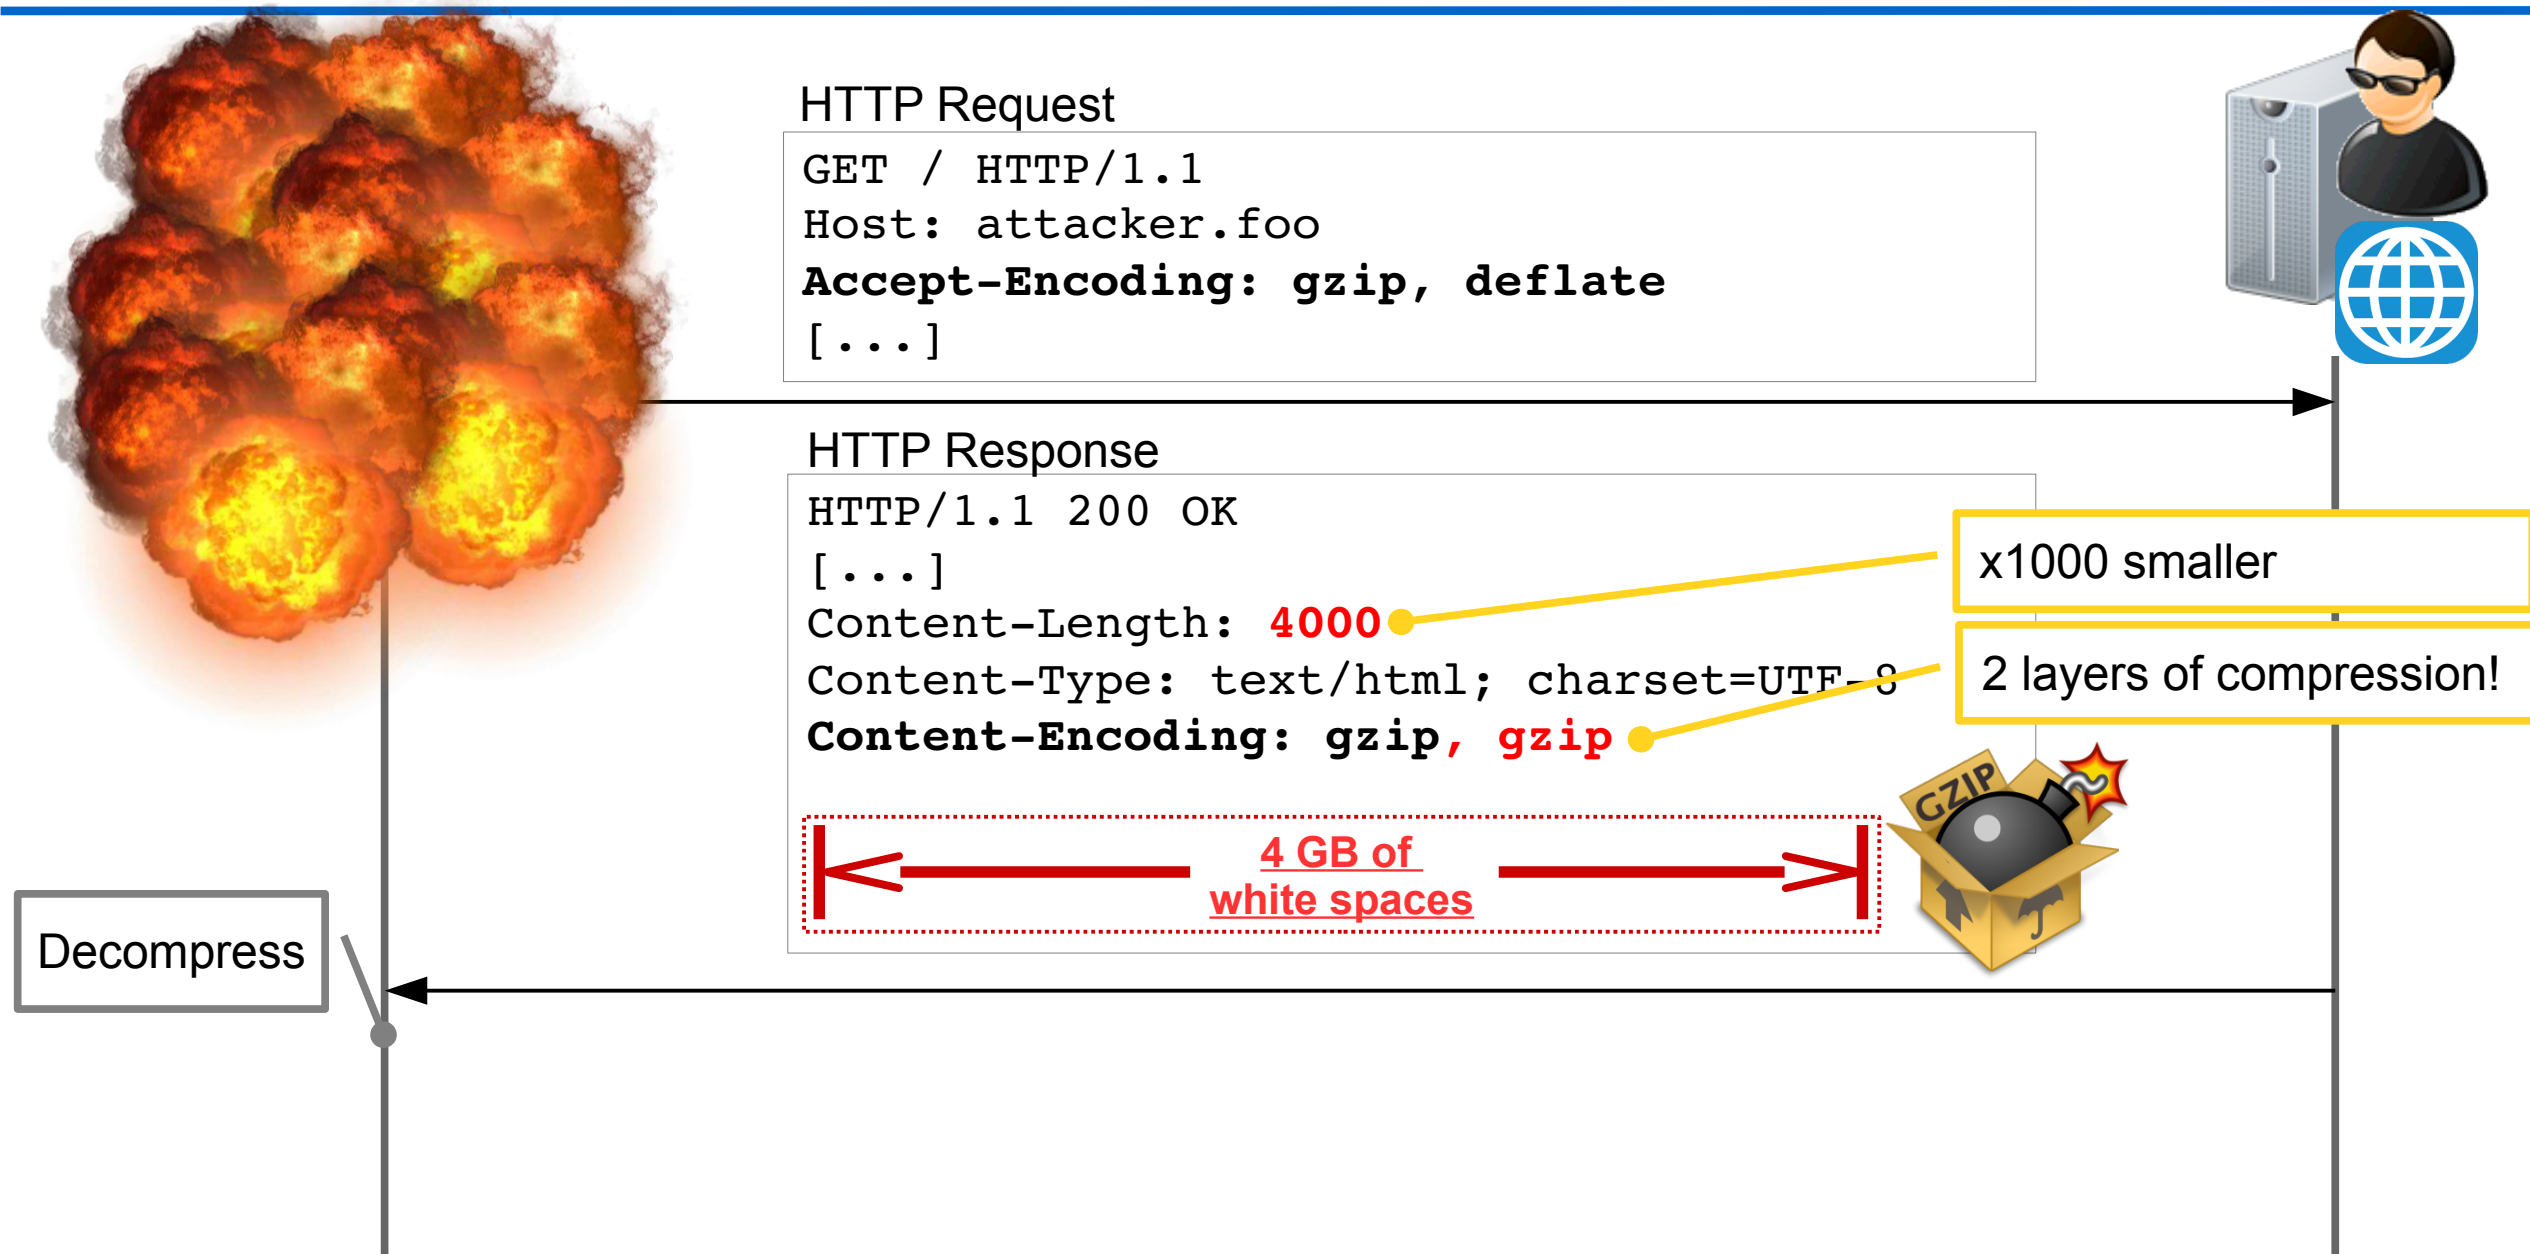 HTTP Request
GET / HTTP/1.1
Host: attacker.foo
Accept-Encoding: gzip, deflate
[...]
HTTP Response
HTTP/1.1 200 OK
[...]
Content-Length: 4000
x1000 smaller
Content-Type: text/html; charset=UTF-8
2 layers of compression!
Content-Encoding: gzip, gzip
GZIP
4 GB of
white spaces
Decompress